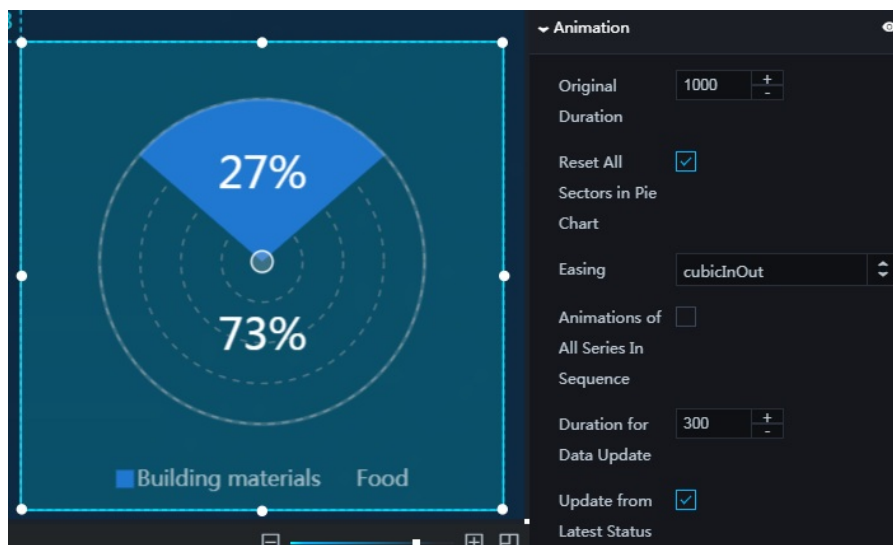 27%
73%
Building materials
Food
Animation
Original
Duration
1000
+
-
Reset All
Sectors in Pie
Chart
Easing
cubicInOut
Animations of
All Series In
Sequence
Duration for
Data Update
300
+
-
Update from
Latest Status